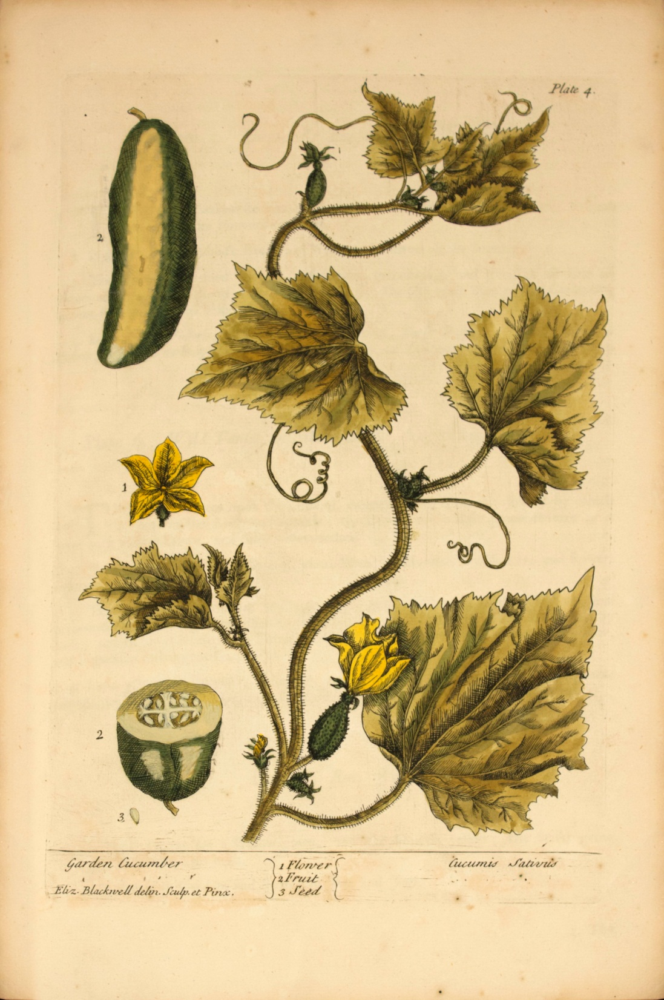 Plate 4.
2
1
2
3.
Garden Cucumber
Eliz. Blackwell delin. Sculp. et Pinx.
1 Flower
2 Fruit
3 Seed
Cucumis Sativus